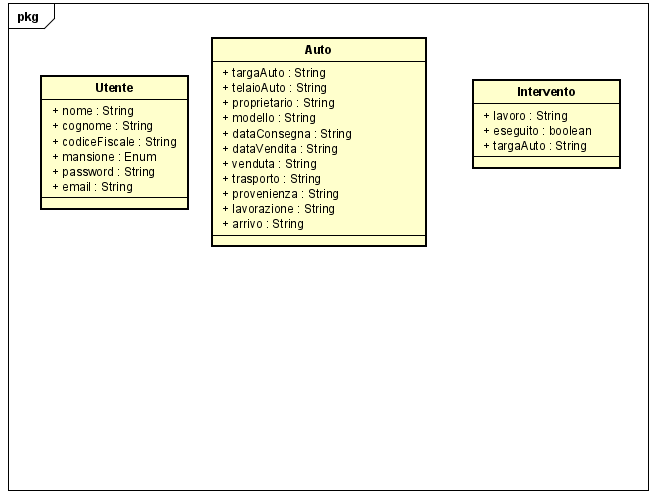 pkg
Utente
+ nome : String
+ cognome : String
+ codiceFiscale : String
+ mansione : Enum
+ password : String
+ email : String
Auto
+ targaAuto : String
+ telaioAuto : String
+ proprietario : String
+ modello : String
+ dataConsegna : String
+ dataVendita : String
+ venduta : String
+ trasporto : String
+ provenienza : String
+ lavorazione : String
+ arrivo : String
Intervento
+ lavoro : String
+ eseguito : boolean
+ targaAuto : String